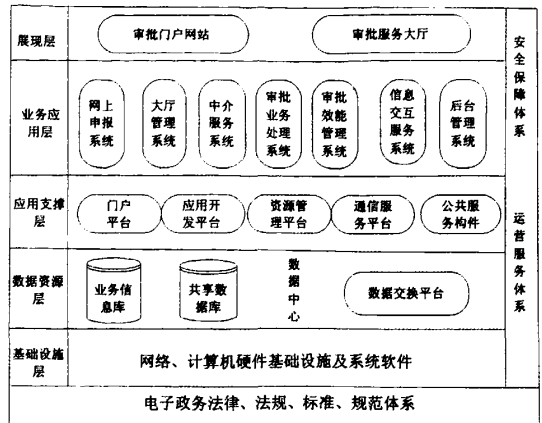 展现层
审批门户网站
审批服务大厅
业务应
用层
网上
申报
系统
大厅
管理
系统
中介
服务
系统
审批
业务
处理
系统
审批
效能
管理
系统
信息
交互
服务
系统
后台
管理
系统
应用支撑
层
门户
平台
应用开
发平台
资源管
理平台
通信服
务平台
公共服
务构件
数据资源
层
业务信
息库
共享数
据库
数据中心
数据交换平台
基础设施
层
网络、计算机硬件基础设施及系统软件
安全保障体系
运营服务体系
电子政务法律、法规、标准、规范体系